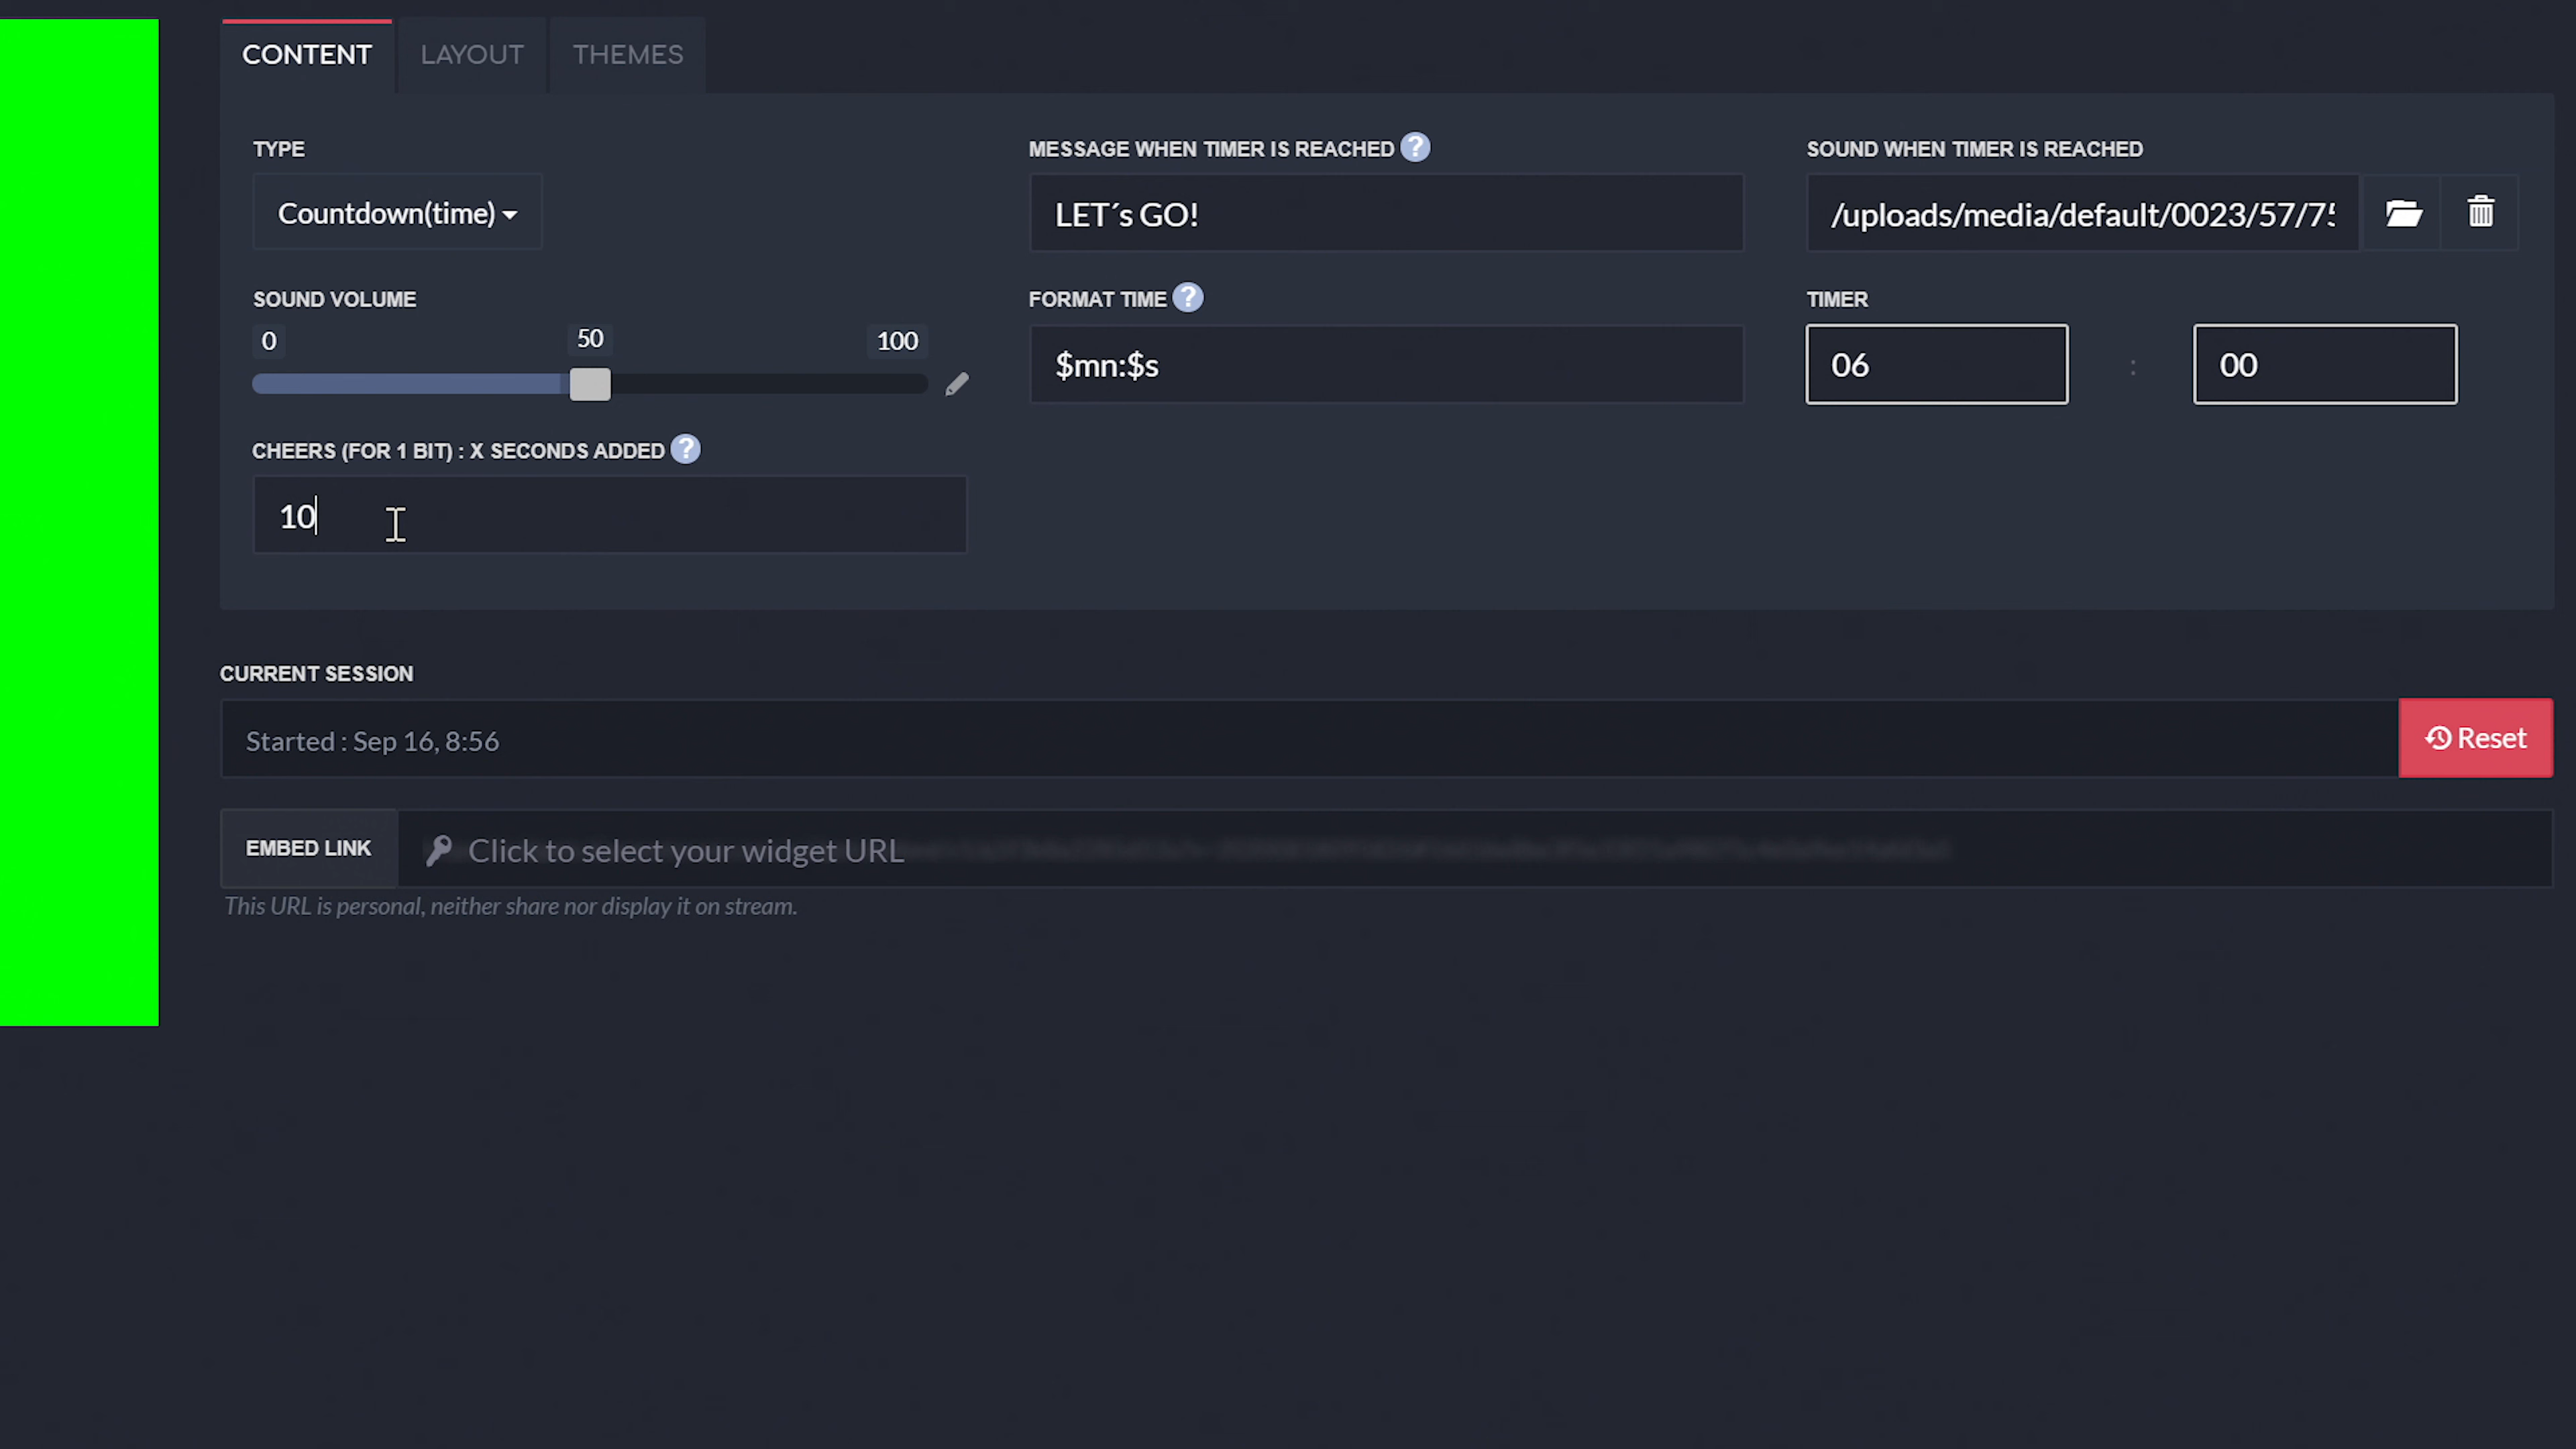 CONTENT LAYOUT THEMES
TYPE
Countdown(time)
MESSAGE WHEN TIMER IS REACHED ?
LET´s GO!
SOUND WHEN TIMER IS REACHED
/uploads/media/default/0023/57/75
SOUND VOLUME
0 50 100
FORMAT TIME ?
$mn:$s
TIMER
06 : 00
CHEERS (FOR 1 BIT) : X SECONDS ADDED ?
10
CURRENT SESSION
Started : Sep 16, 8:56
Reset
EMBED LINK Click to select your widget URL
This URL is personal, neither share nor display it on stream.